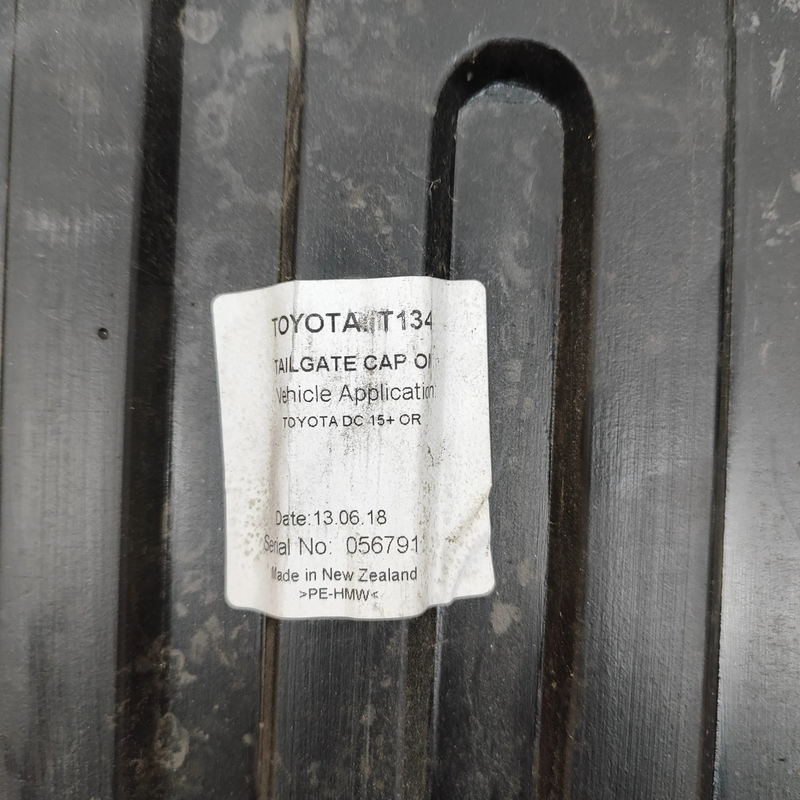 TOYOTA T134
TAILGATE CAP
Vehicle Application
TOYOTA DC 15+ OR
Date:13.06.18
Serial No: 056791
Made in New Zealand
>PE-HMW<